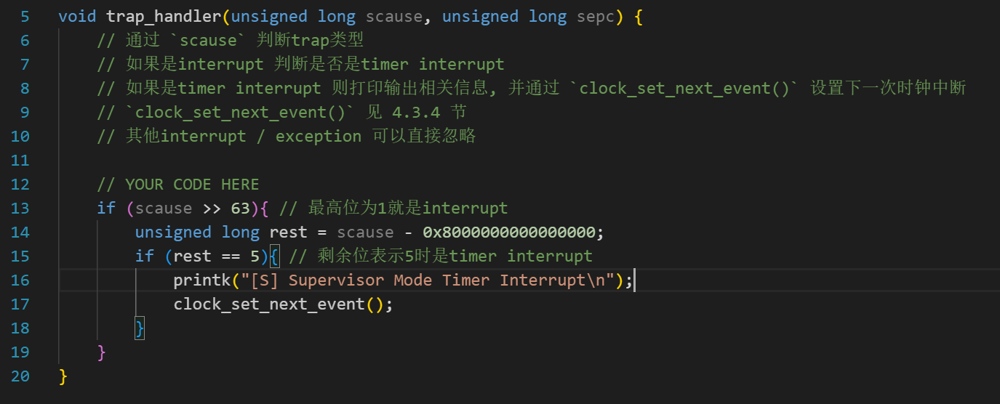 5 void trap_handler(unsigned long scause, unsigned long sepc) {
6 // 通过 `scause` 判断trap类型
7 // 如果是interrupt 判断是否是timer interrupt
8 // 如果是timer interrupt 则打印输出相关信息, 并通过 `clock_set_next_event()` 设置下一次时钟中断
9 // `clock_set_next_event()` 见 4.3.4 节
10 // 其他interrupt / exception 可以直接忽略
11
12 // YOUR CODE HERE
13 if (scause >> 63){ // 最高位为1就是interrupt
14 unsigned long rest = scause - 0x8000000000000000;
15 if (rest == 5){ // 剩余位表示5时是timer interrupt
16 printk("[S] Supervisor Mode Timer Interrupt\n");
17 clock_set_next_event();
18 }
19 }
20 }